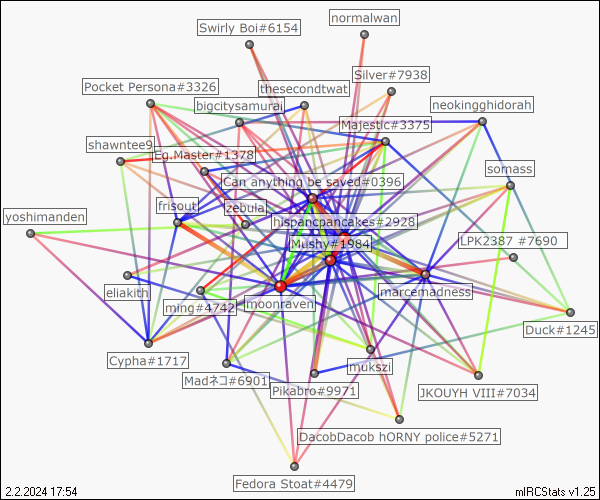 normalwan
Swirly Boi#6154
Silver#7938
Pocket Persona#3326
thesecondtwat
bigcitysamurai
neokingghidorah
Majestic#3375
shawntee9
Eg.Master#1378
somass
Can anything be saved#0396
frisout
zebula
yoshimanden
hispancpancakes#2928
Mushy#1984
LPK2387 #7690
eliakith
marcemadness
ming#4742
moonraven
Duck#1245
Cypha#1717
mukszi
Madネコ#6901
Pikabro#9971
JKOUYH VIII#7034
DacobDacob hORNY police#5271
Fedora Stoat#4479
2.2.2024 17:54
mIRCStats v1.25